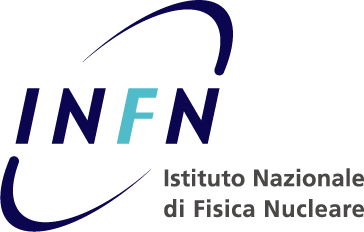 INFN
Istituto Nazionale
di Fisica Nucleare